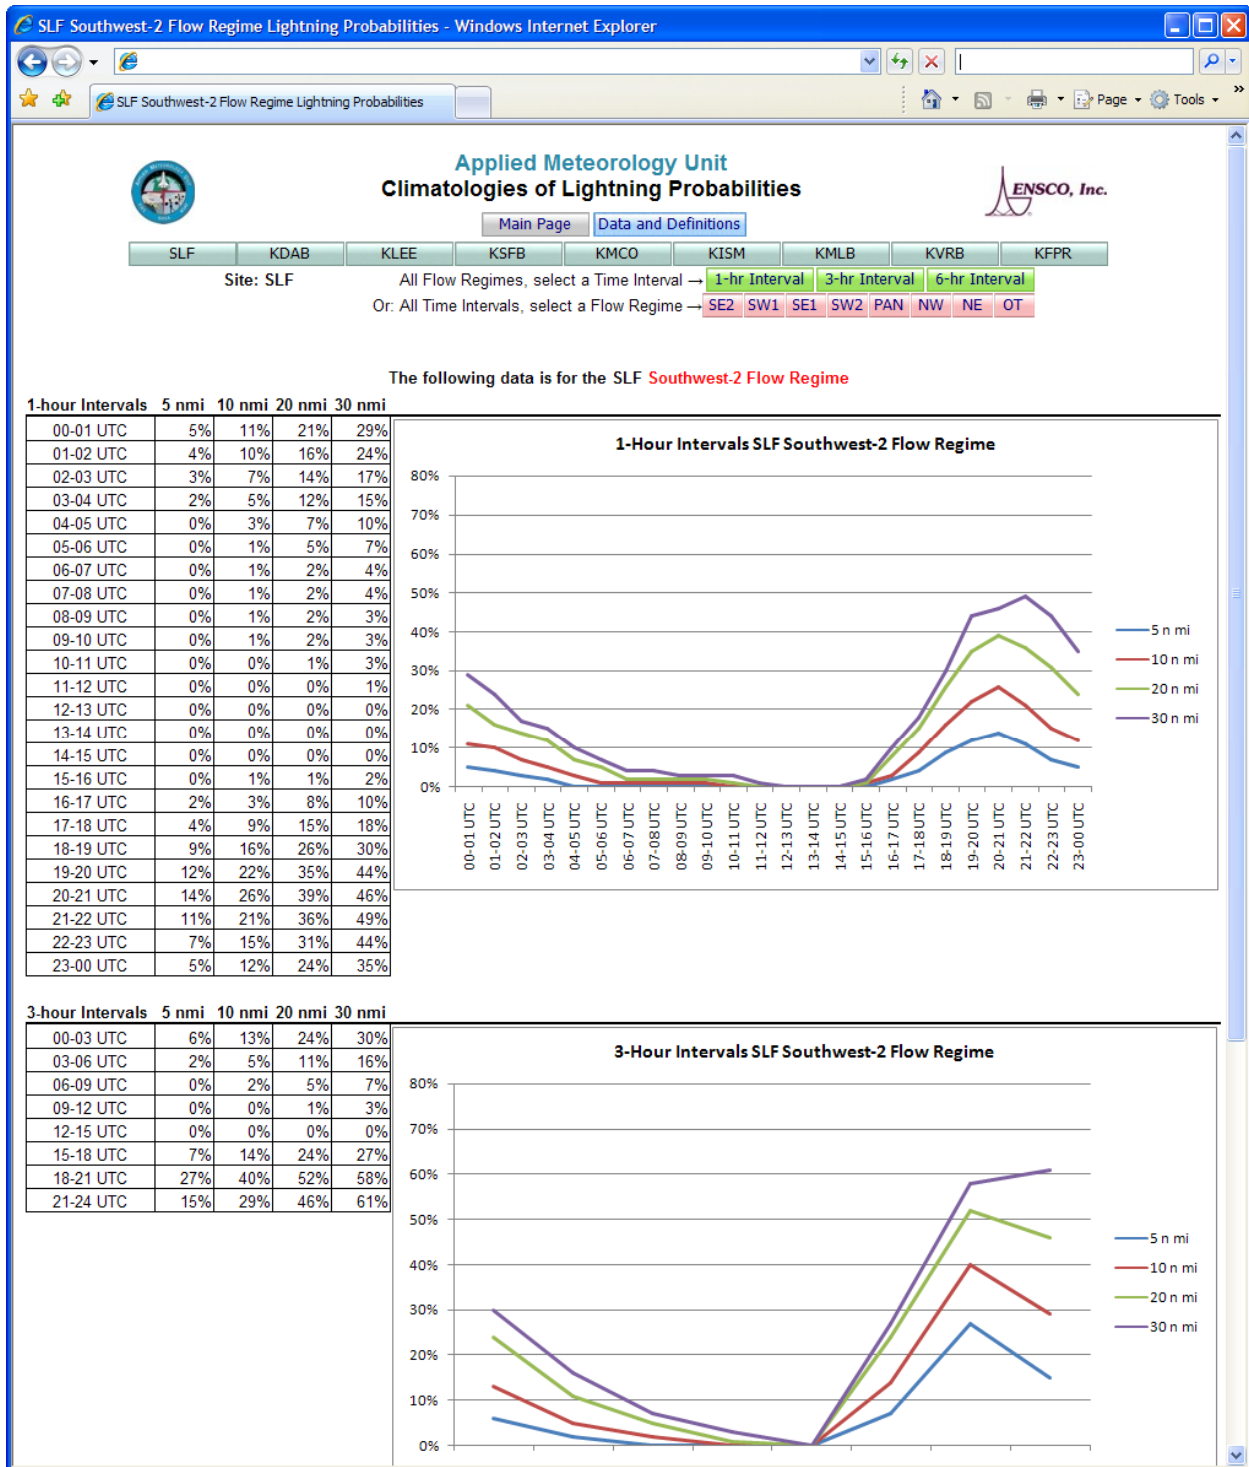 SLF Southwest-2 Flow Regime Lightning Probabilities - Windows Internet Explorer
SLF Southwest-2 Flow Regime Lightning Probabilities
Page
Tools
»
Applied Meteorology Unit
Climatologies of Lightning Probabilities
ENSCO, Inc.
Main Page Data and Definitions
SLF KDAB KLEE KSFB KMCO KISM KMLB KVRB KFPR
Site: SLF All Flow Regimes, select a Time Interval → 1-hr Interval 3-hr Interval 6-hr Interval
Or: All Time Intervals, select a Flow Regime → SE2 SW1 SE1 SW2 PAN NW NE OT
The following data is for the SLF Southwest-2 Flow Regime
1-hour Intervals 5 nmi 10 nmi 20 nmi 30 nmi
00-01 UTC 5% 11% 21% 29%
01-02 UTC 4% 10% 16% 24%
02-03 UTC 3% 7% 14% 17%
03-04 UTC 2% 5% 12% 15%
04-05 UTC 0% 3% 7% 10%
05-06 UTC 0% 1% 5% 7%
06-07 UTC 0% 1% 2% 4%
07-08 UTC 0% 1% 2% 4%
08-09 UTC 0% 1% 2% 3%
09-10 UTC 0% 1% 2% 3%
10-11 UTC 0% 0% 1% 3%
11-12 UTC 0% 0% 0% 1%
12-13 UTC 0% 0% 0% 0%
13-14 UTC 0% 0% 0% 0%
14-15 UTC 0% 0% 0% 0%
15-16 UTC 0% 1% 1% 2%
16-17 UTC 2% 3% 8% 10%
17-18 UTC 4% 9% 15% 18%
18-19 UTC 9% 16% 26% 30%
19-20 UTC 12% 22% 35% 44%
20-21 UTC 14% 26% 39% 46%
21-22 UTC 11% 21% 36% 49%
22-23 UTC 7% 15% 31% 44%
23-00 UTC 5% 12% 24% 35%
1-Hour Intervals SLF Southwest-2 Flow Regime
80%
70%
60%
50%
40%
30%
20%
10%
0%
00-01 UTC
01-02 UTC
02-03 UTC
03-04 UTC
04-05 UTC
05-06 UTC
06-07 UTC
07-08 UTC
08-09 UTC
09-10 UTC
10-11 UTC
11-12 UTC
12-13 UTC
13-14 UTC
14-15 UTC
15-16 UTC
16-17 UTC
17-18 UTC
18-19 UTC
19-20 UTC
20-21 UTC
21-22 UTC
22-23 UTC
23-00 UTC
5 n mi
10 n mi
20 n mi
30 n mi
3-hour Intervals 5 nmi 10 nmi 20 nmi 30 nmi
00-03 UTC 6% 13% 24% 30%
03-06 UTC 2% 5% 11% 16%
06-09 UTC 0% 2% 5% 7%
09-12 UTC 0% 0% 1% 3%
12-15 UTC 0% 0% 0% 0%
15-18 UTC 7% 14% 24% 27%
18-21 UTC 27% 40% 52% 58%
21-24 UTC 15% 29% 46% 61%
3-Hour Intervals SLF Southwest-2 Flow Regime
80%
70%
60%
50%
40%
30%
20%
10%
0%
5 n mi
10 n mi
20 n mi
30 n mi